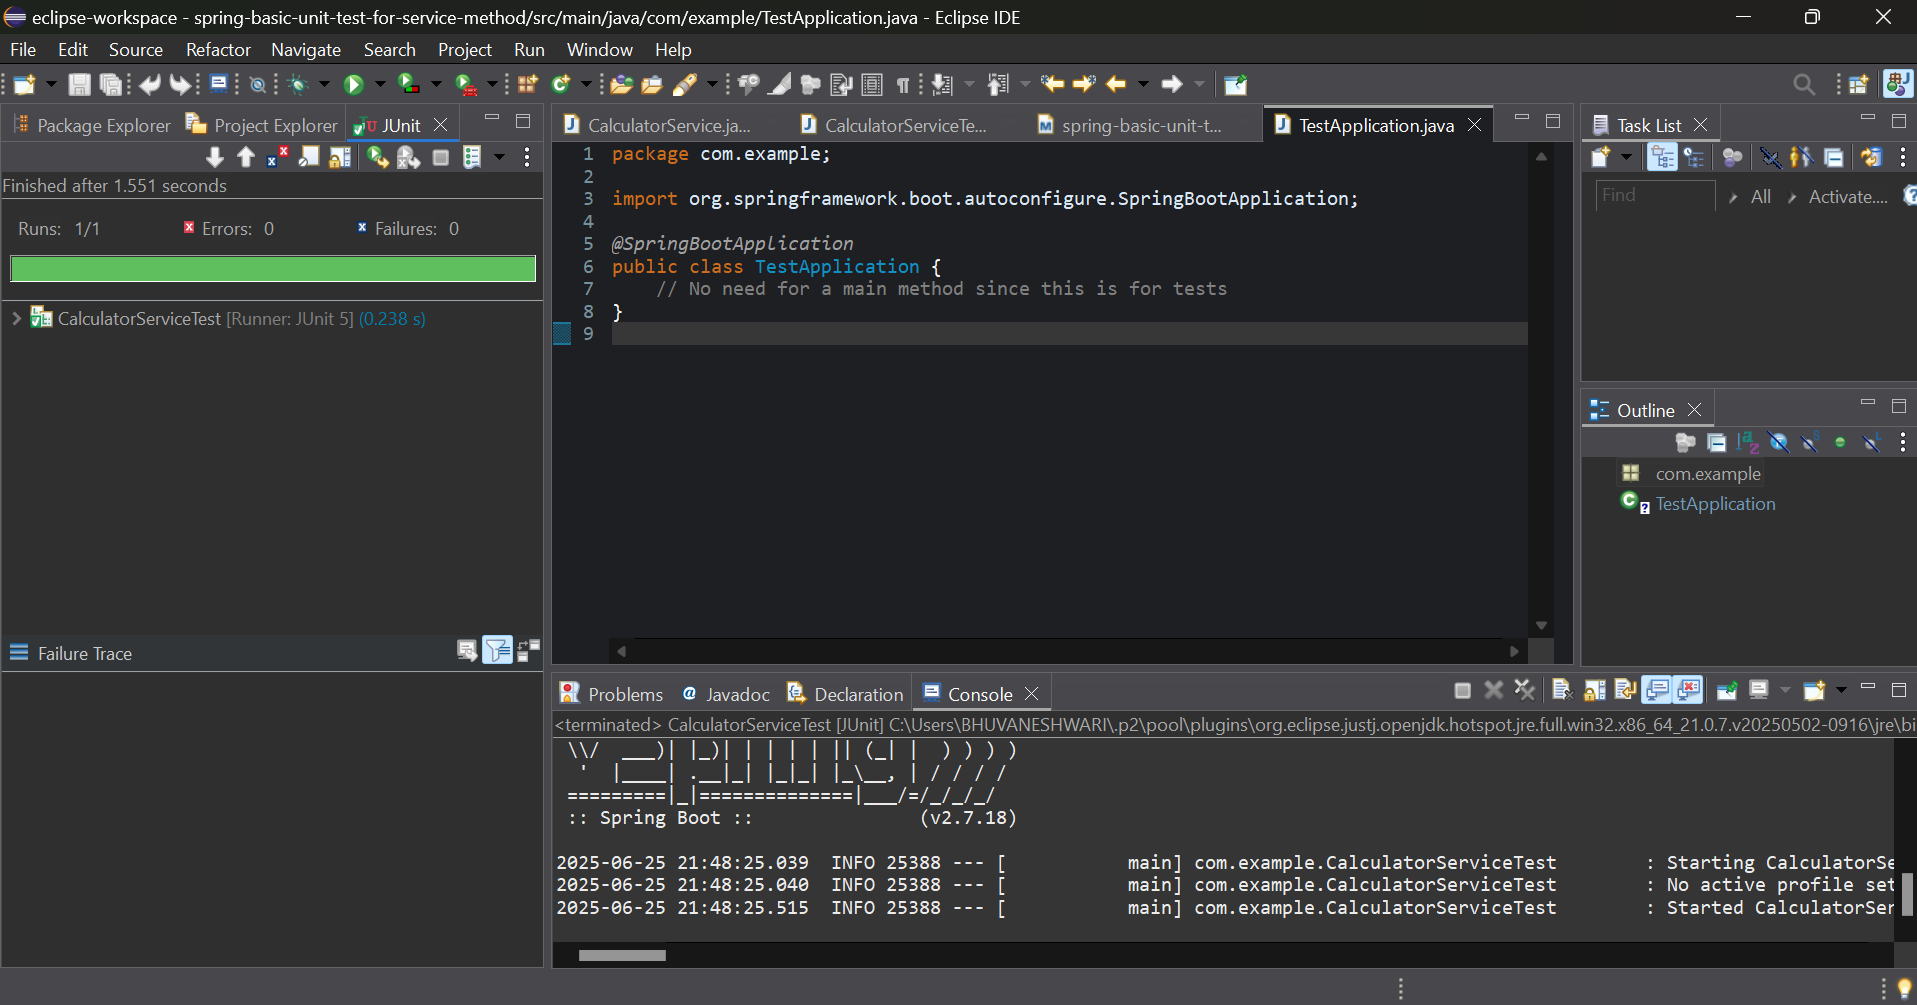 eclipse-workspace - spring-basic-unit-test-for-service-method/src/main/java/com/example/TestApplication.java - Eclipse IDE
File Edit Source Refactor Navigate Search Project Run Window Help
Package Explorer Project Explorer JUnit
Finished after 1.551 seconds
Runs: 1/1 Errors: 0 Failures: 0
CalculatorServiceTest [Runner: JUnit 5] (0.238 s)
Failure Trace
CalculatorService.ja... CalculatorServiceTe... spring-basic-unit-t... TestApplication.java
1 package com.example;
2
3 import org.springframework.boot.autoconfigure.SpringBootApplication;
4
5 @SpringBootApplication
6 public class TestApplication {
7 // No need for a main method since this is for tests
8 }
9
Task List
Find All Activate....
Outline
com.example
TestApplication
Problems Javadoc Declaration Console
<terminated> CalculatorServiceTest [JUnit] C:\Users\BHUVANESHWARI\.p2\pool\plugins\org.eclipse.justj.openjdk.hotspot.jre.full.win32.x86_64_21.0.7.v20250502-0916\jre\bi
\\/  ___)| |_)| | | | | || (_| |  ) ) ) )
'  |____| .__|_| |_|_| |_\__, | / / / /
=========|_|==============|___/=/_/_/_/
:: Spring Boot :: (v2.7.18)
2025-06-25 21:48:25.039 INFO 25388 --- [ main] com.example.CalculatorServiceTest : Starting CalculatorSe
2025-06-25 21:48:25.040 INFO 25388 --- [ main] com.example.CalculatorServiceTest : No active profile set
2025-06-25 21:48:25.515 INFO 25388 --- [ main] com.example.CalculatorServiceTest : Started CalculatorSer